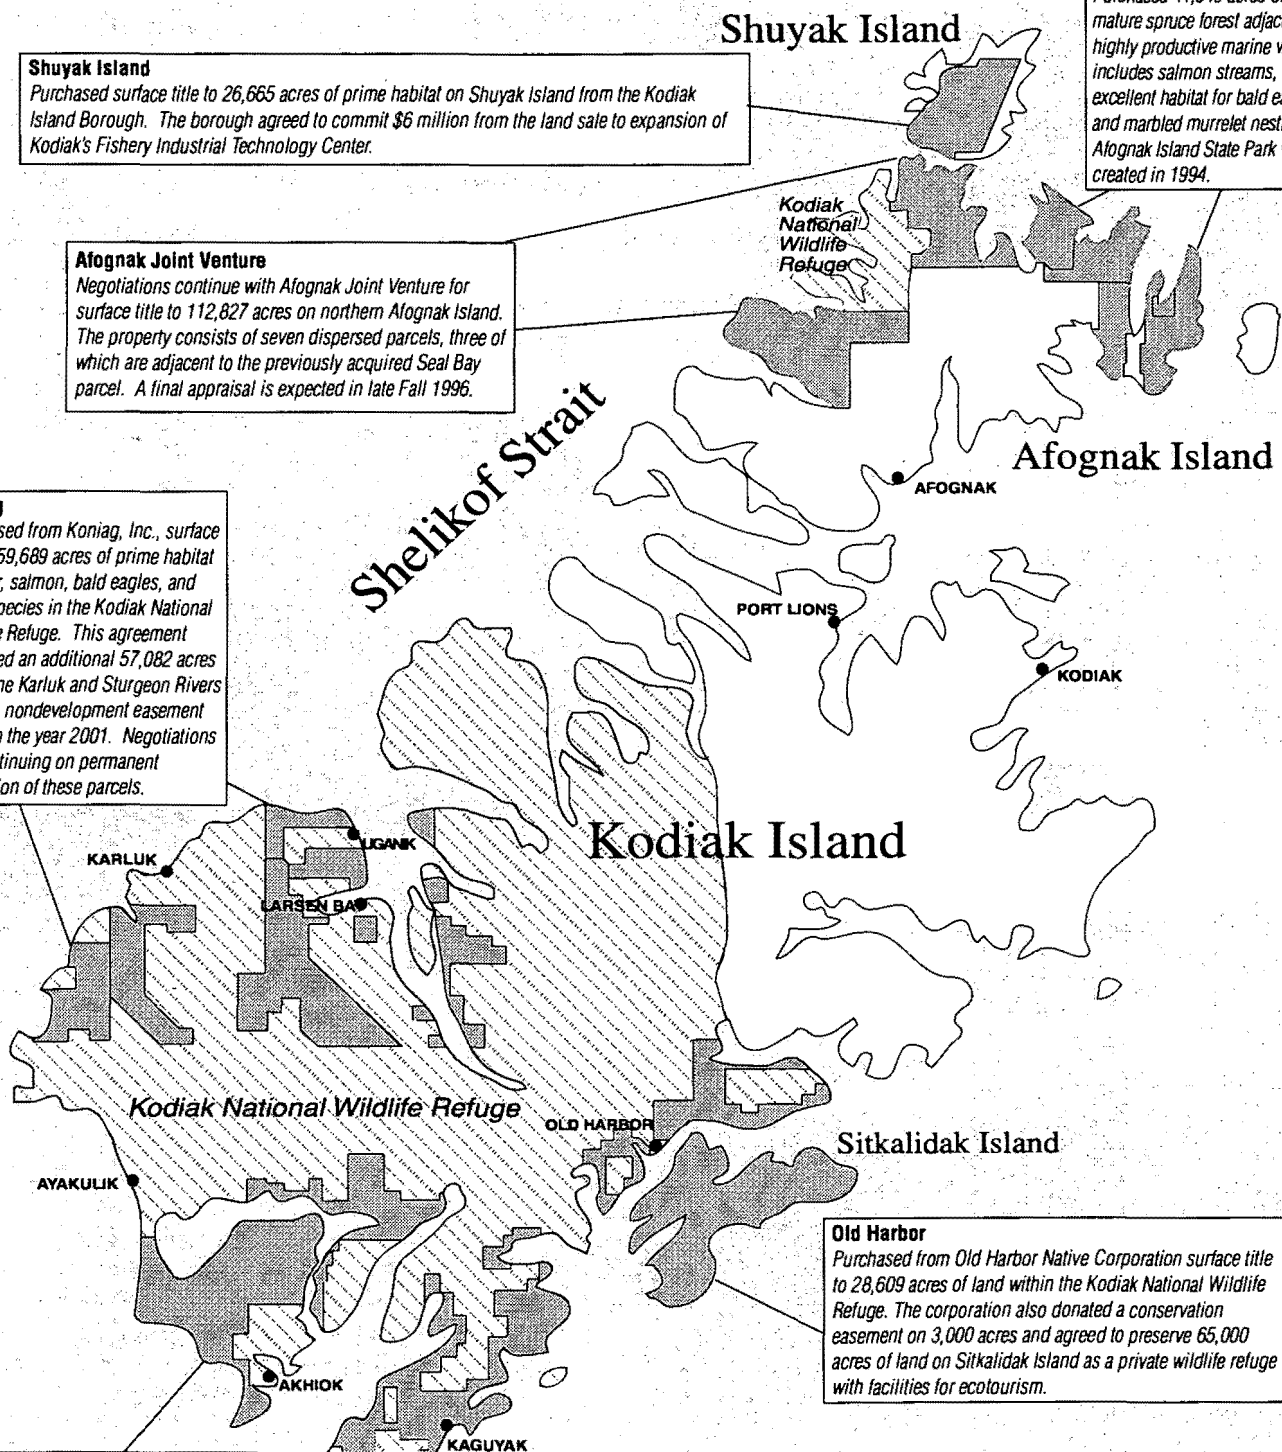 Shuyak Island
mature spruce forest
highly productive marine
includes salmon streams,
excellent habitat for bald
and marbled murrelet
Afognak Island State Park
created in 1994.
Shuyak Island
Purchased surface title to 26,665 acres of prime habitat on Shuyak Island from the Kodiak
Island Borough. The borough agreed to commit $6 million from the land sale to expansion of
Kodiak's Fishery Industrial Technology Center.
Kodiak
National
Wildlife
Refuge
Afognak Joint Venture
Negotiations continue with Afognak Joint Venture for
surface title to 112,827 acres on northern Afognak Island.
The property consists of seven dispersed parcels, three of
which are adjacent to the previously acquired Seal Bay
parcel. A final appraisal is expected in late Fall 1996.
Shelikof Strait
Afognak Island
AFOGNAK
sed from Koniag, Inc., surface
59,689 acres of prime habitat
, salmon, bald eagles, and
pecies in the Kodiak National
e Refuge. This agreement
ed an additional 57,082 acres
he Karluk and Sturgeon Rivers
nondevelopment easement
the year 2001. Negotiations
tinuing on permanent
ion of these parcels.
PORT LIONS
KODIAK
Kodiak Island
KARLUK
UGANIK
LARSEN BAY
Kodiak National Wildlife Refuge
OLD HARBOR
Sitkalidak Island
AYAKULIK
Old Harbor
Purchased from Old Harbor Native Corporation surface title
to 28,609 acres of land within the Kodiak National Wildlife
Refuge. The corporation also donated a conservation
easement on 3,000 acres and agreed to preserve 65,000
acres of land on Sitkalidak Island as a private wildlife refuge
with facilities for ecotourism.
AKHIOK
KAGUYAK